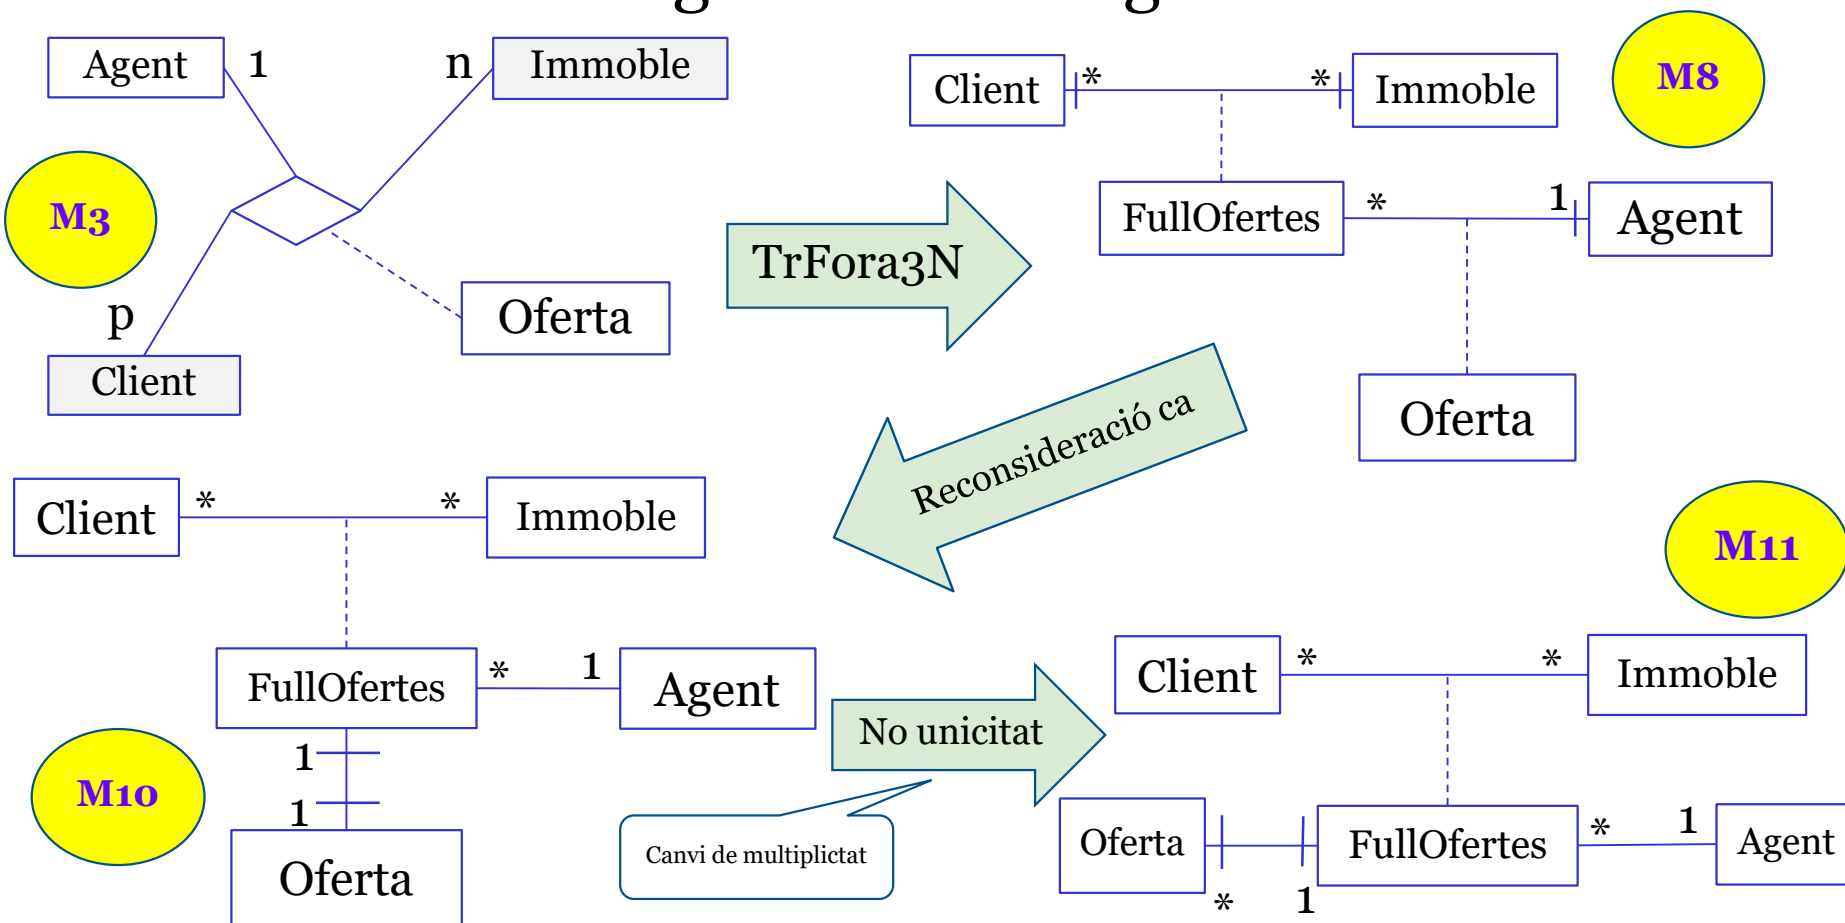 Agent
1
n
Immoble
M3
p
Client
Oferta
TrFora3N
Client
*
*
Immoble
M8
FullOfertes
*
1
Agent
Oferta
Reconsideració ca
Client
*
*
Immoble
FullOfertes
*
1
Agent
M10
1
1
Oferta
No unicitat
Canvi de multiplictat
M11
Client
*
*
Immoble
Oferta
*
1
FullOfertes
*
1
Agent